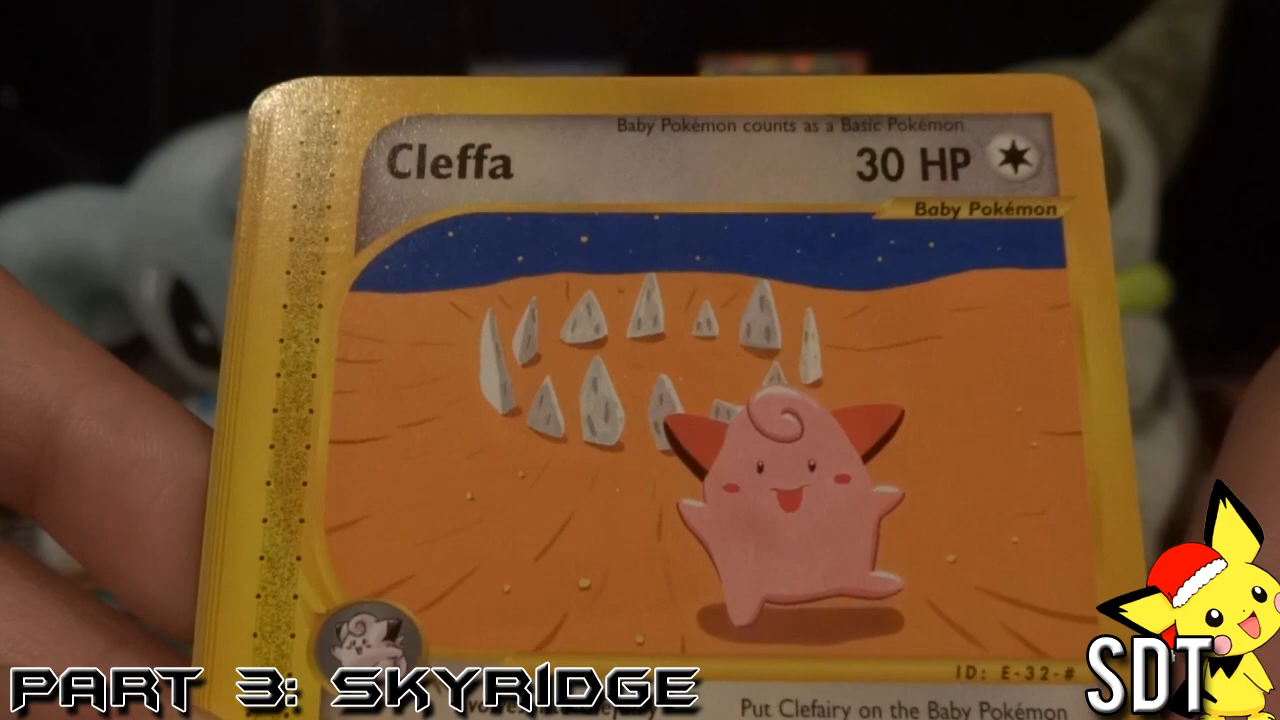 Baby Pokémon counts as a Basic Pokémon
Cleffa
30 HP
Baby Pokémon
ID: E-32-#
Put Clefairy on the Baby Pokémon
PART 3: SKYRIDGE
SDT